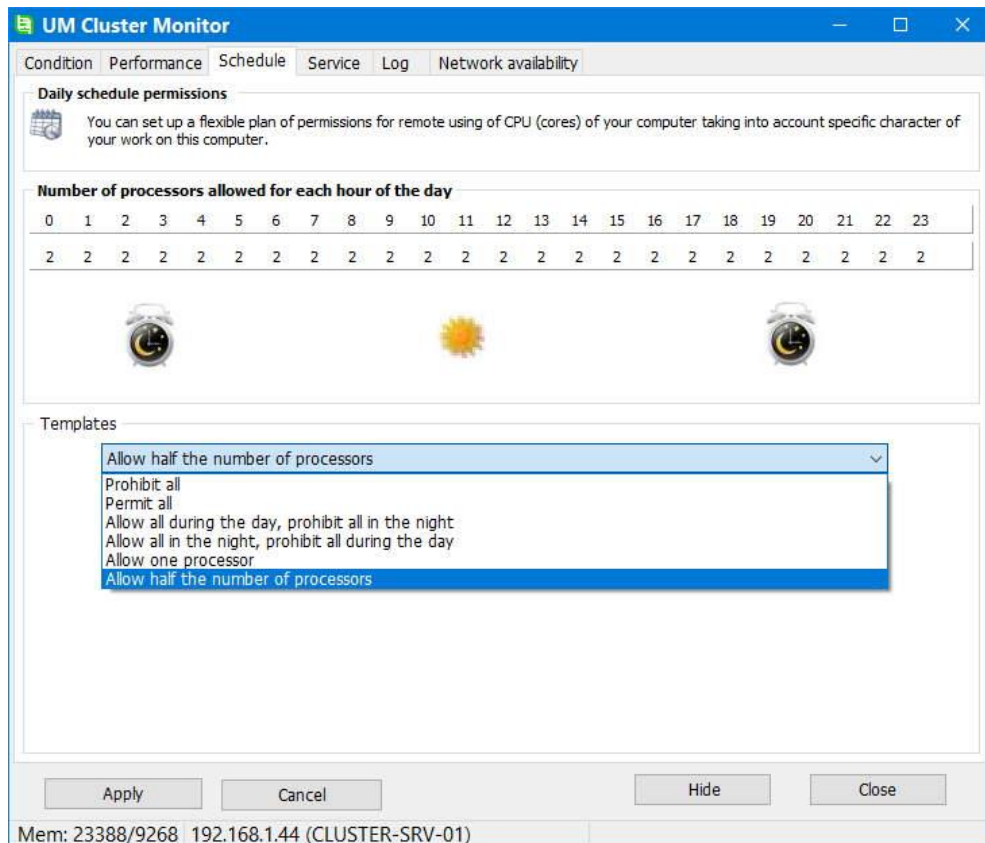 UM Cluster Monitor
Condition Performance Schedule Service Log Network availability
Daily schedule permissions
You can set up a flexible plan of permissions for remote using of CPU (cores) of your computer taking into account specific character of
your work on this computer.
Number of processors allowed for each hour of the day
0 1 2 3 4 5 6 7 8 9 10 11 12 13 14 15 16 17 18 19 20 21 22 23
2 2 2 2 2 2 2 2 2 2 2 2 2 2 2 2 2 2 2 2 2 2 2 2
Templates
Allow half the number of processors
Prohibit all
Permit all
Allow all during the day, prohibit all in the night
Allow all in the night, prohibit all during the day
Allow one processor
Allow half the number of processors
Apply Cancel Hide Close
Mem: 23388/9268 192.168.1.44 (CLUSTER-SRV-01)